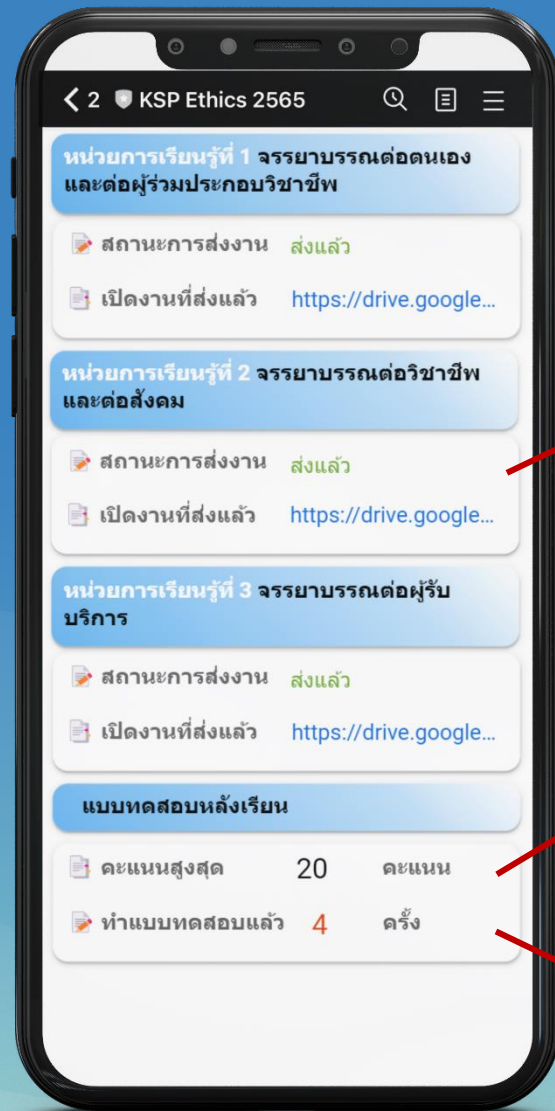 2 KSP Ethics 2565
หน่วยการเรียนรู้ที่ 1 จรรยาบรรณต่อตนเอง
และต่อผู้ร่วมประกอบวิชาชีพ
สถานะการส่งงาน ส่งแล้ว
เปิดงานที่ส่งแล้ว https://drive.google...
หน่วยการเรียนรู้ที่ 2 จรรยาบรรณต่อวิชาชีพ
และต่อสังคม
สถานะการส่งงาน ส่งแล้ว
เปิดงานที่ส่งแล้ว https://drive.google...
หน่วยการเรียนรู้ที่ 3 จรรยาบรรณต่อผู้รับ
บริการ
สถานะการส่งงาน ส่งแล้ว
เปิดงานที่ส่งแล้ว https://drive.google...
แบบทดสอบหลังเรียน
คะแนนสูงสุด 20 คะแนน
ทำแบบทดสอบแล้ว 4 ครั้ง